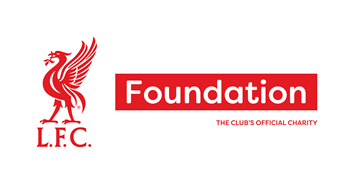 L.F.C.
Foundation
THE CLUB'S OFFICIAL CHARITY